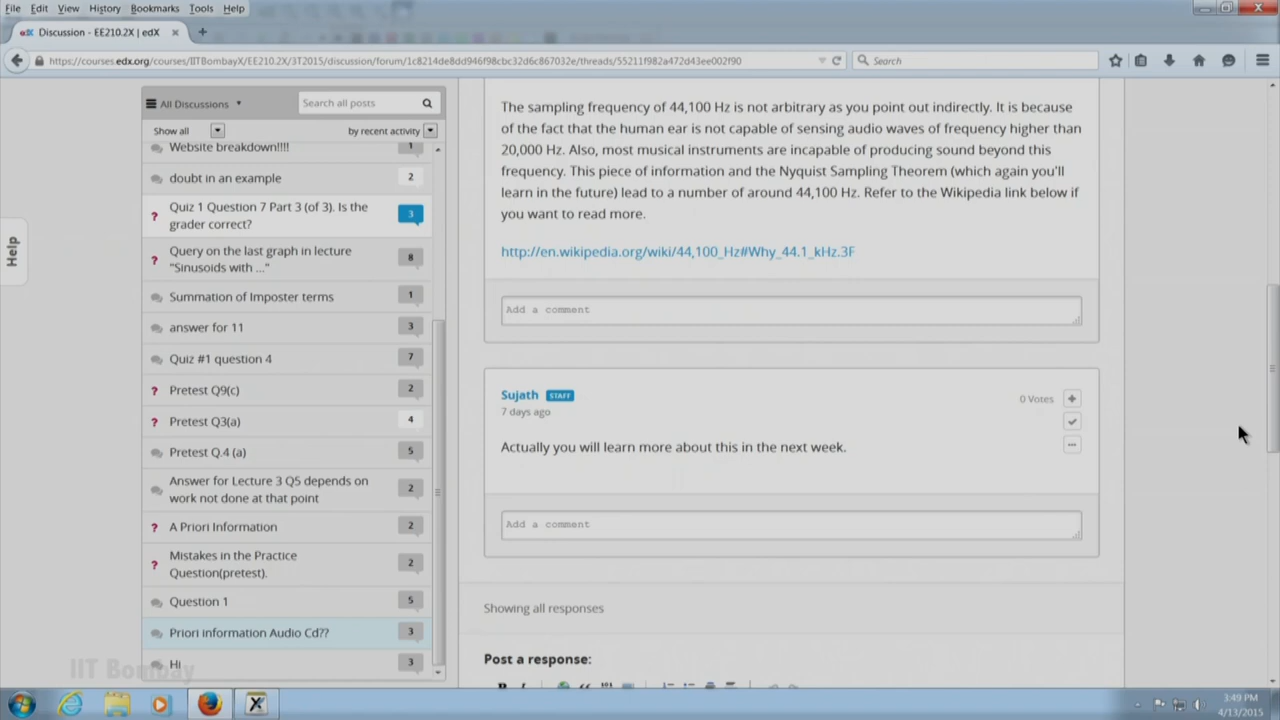 File Edit View History Bookmarks Tools Help
Discussion - EE210.2X | edX
https://courses.edx.org/courses/IITBombayX/EE210.2X/3T2015/discussion/forum/1c8214de8dd946f98cbc32d6c867032e/threads/55211f982a472d43ee002f90
Search
Help
All Discussions
Search all posts
Show all
by recent activity
Website breakdown!!!! 1
doubt in an example 2
Quiz 1 Question 7 Part 3 (of 3). Is the
grader correct?
3
Query on the last graph in lecture
"Sinusoids with ..."
8
Summation of Imposter terms 1
answer for 11 3
Quiz #1 question 4 7
Pretest Q9(c) 2
Pretest Q3(a) 4
Pretest Q.4 (a) 5
Answer for Lecture 3 Q5 depends on
work not done at that point
2
A Priori Information 2
Mistakes in the Practice
Question(pretest).
2
Question 1 5
Priori information Audio Cd?? 3
Hi 3
The sampling frequency of 44,100 Hz is not arbitrary as you point out indirectly. It is because
of the fact that the human ear is not capable of sensing audio waves of frequency higher than
20,000 Hz. Also, most musical instruments are incapable of producing sound beyond this
frequency. This piece of information and the Nyquist Sampling Theorem (which again you'll
learn in the future) lead to a number of around 44,100 Hz. Refer to the Wikipedia link below if
you want to read more.
http://en.wikipedia.org/wiki/44,100_Hz#Why_44.1_kHz.3F
Add a comment
Sujath STAFF
7 days ago
0 Votes
Actually you will learn more about this in the next week.
Add a comment
Showing all responses
Post a response:
IIT Bombay
3:49 PM
4/13/2015